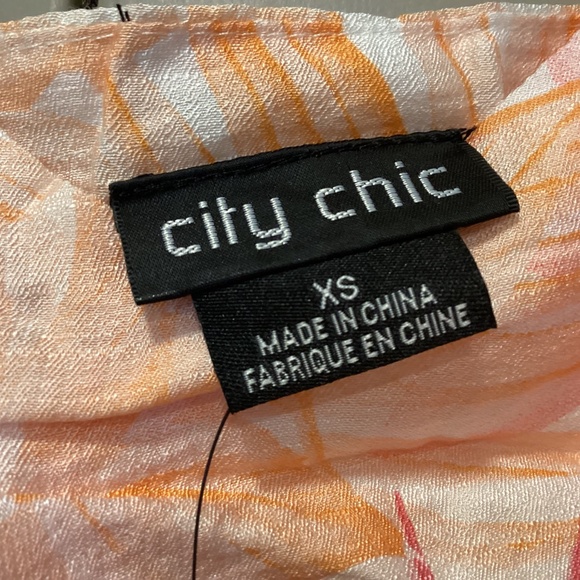 city chic
XS
MADE IN CHINA
FABRIQUE EN CHINE